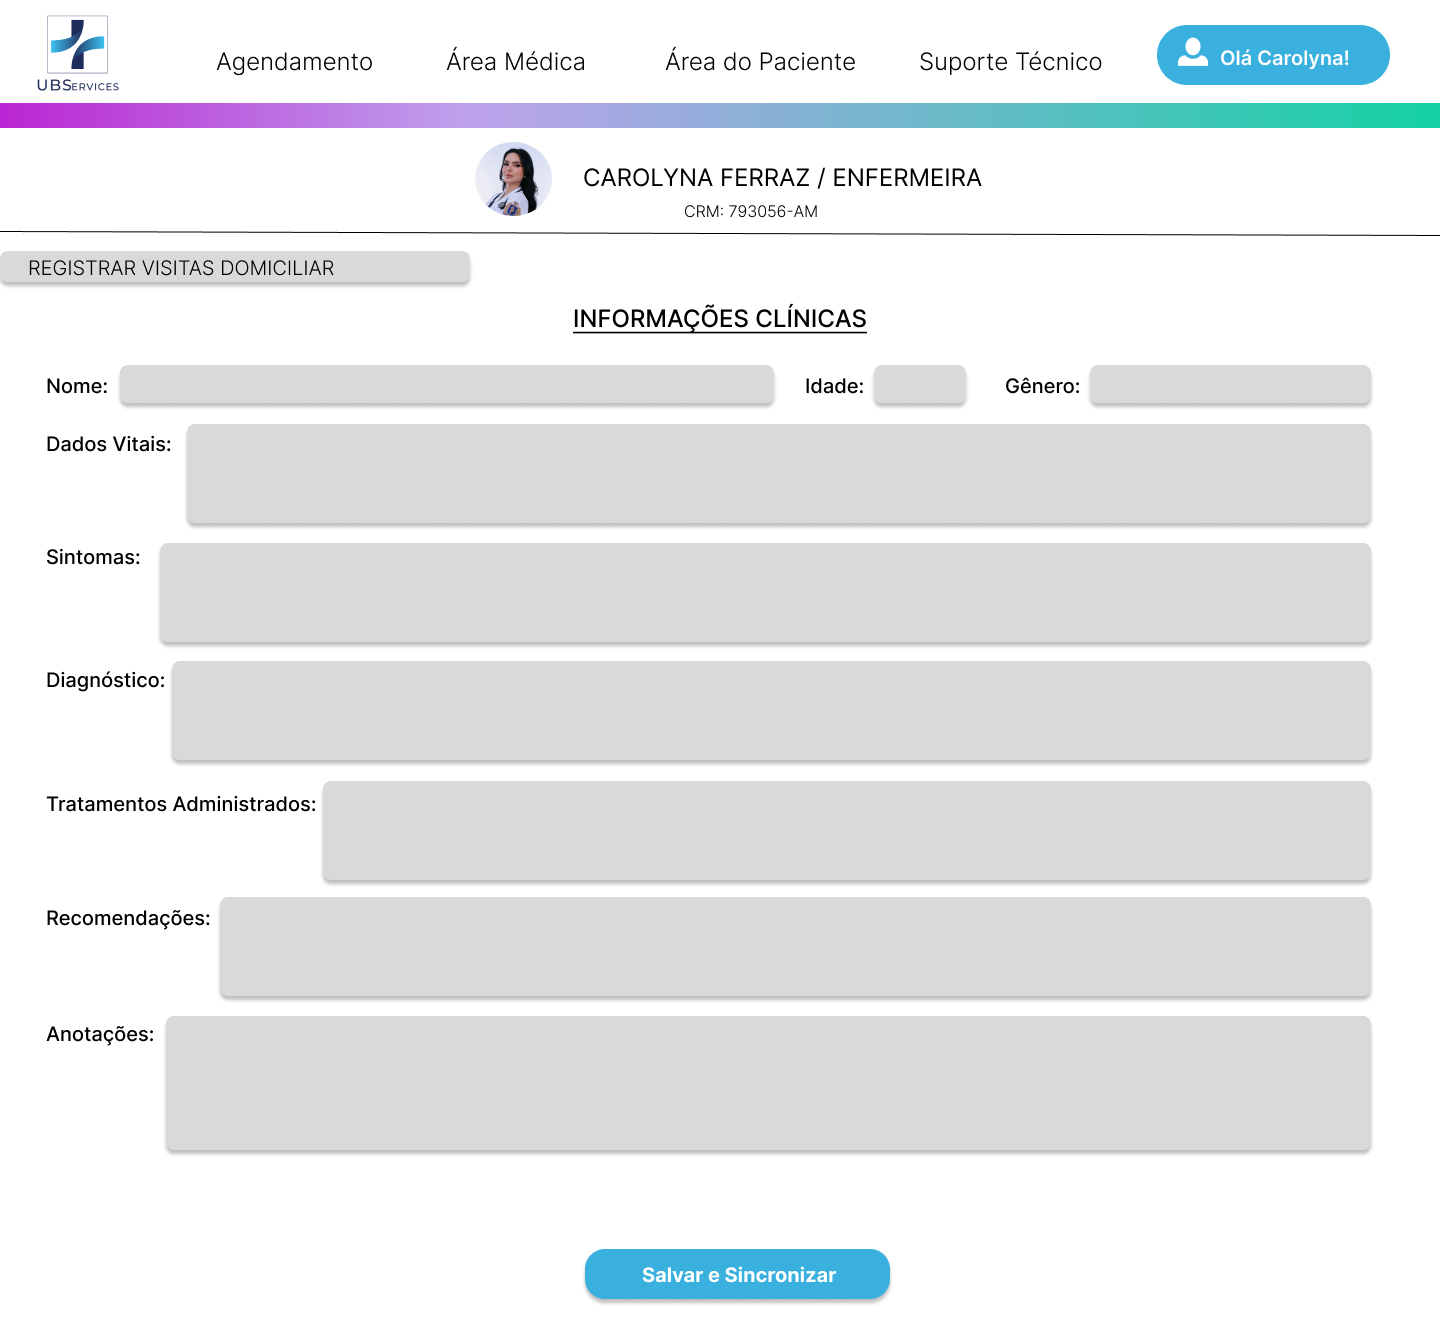 UBServices
Agendamento
Área Médica
Área do Paciente
Suporte Técnico
Olá Carolyna!
CAROLYNA FERRAZ / ENFERMEIRA
CRM: 793056-AM
REGISTRAR VISITAS DOMICILIAR
INFORMAÇÕES CLÍNICAS
Nome:
Idade:
Gênero:
Dados Vitais:
Sintomas:
Diagnóstico:
Tratamentos Administrados:
Recomendações:
Anotações:
Salvar e Sincronizar